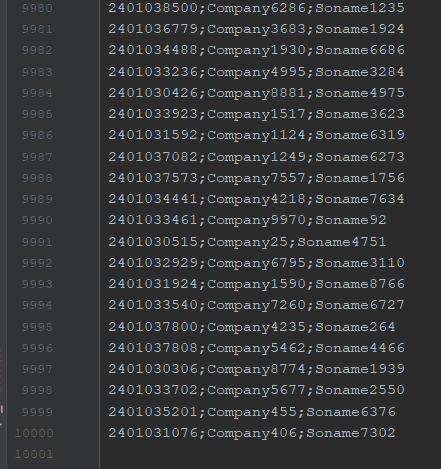 9980 2401038500;Company6286;Soname1235
9981 2401036779;Company3683;Soname1924
9982 2401034488;Company1930;Soname6686
9983 2401033236;Company4995;Soname3284
9984 2401030426;Company8881;Soname4975
9985 2401033923;Company1517;Soname3623
9986 2401031592;Company1124;Soname6319
9987 2401037082;Company1249;Soname6273
9988 2401037573;Company7557;Soname1756
9989 2401034441;Company4218;Soname7634
9990 2401033461;Company9970;Soname92
9991 2401030515;Company25;Soname4751
9992 2401032929;Company6795;Soname3110
9993 2401031924;Company1590;Soname8766
9994 2401033540;Company7260;Soname6727
9995 2401037800;Company4235;Soname264
9996 2401037808;Company5462;Soname4466
9997 2401030306;Company8774;Soname1939
9998 2401033702;Company5677;Soname2550
9999 2401035201;Company455;Soname6376
10000 2401031076;Company406;Soname7302
10001